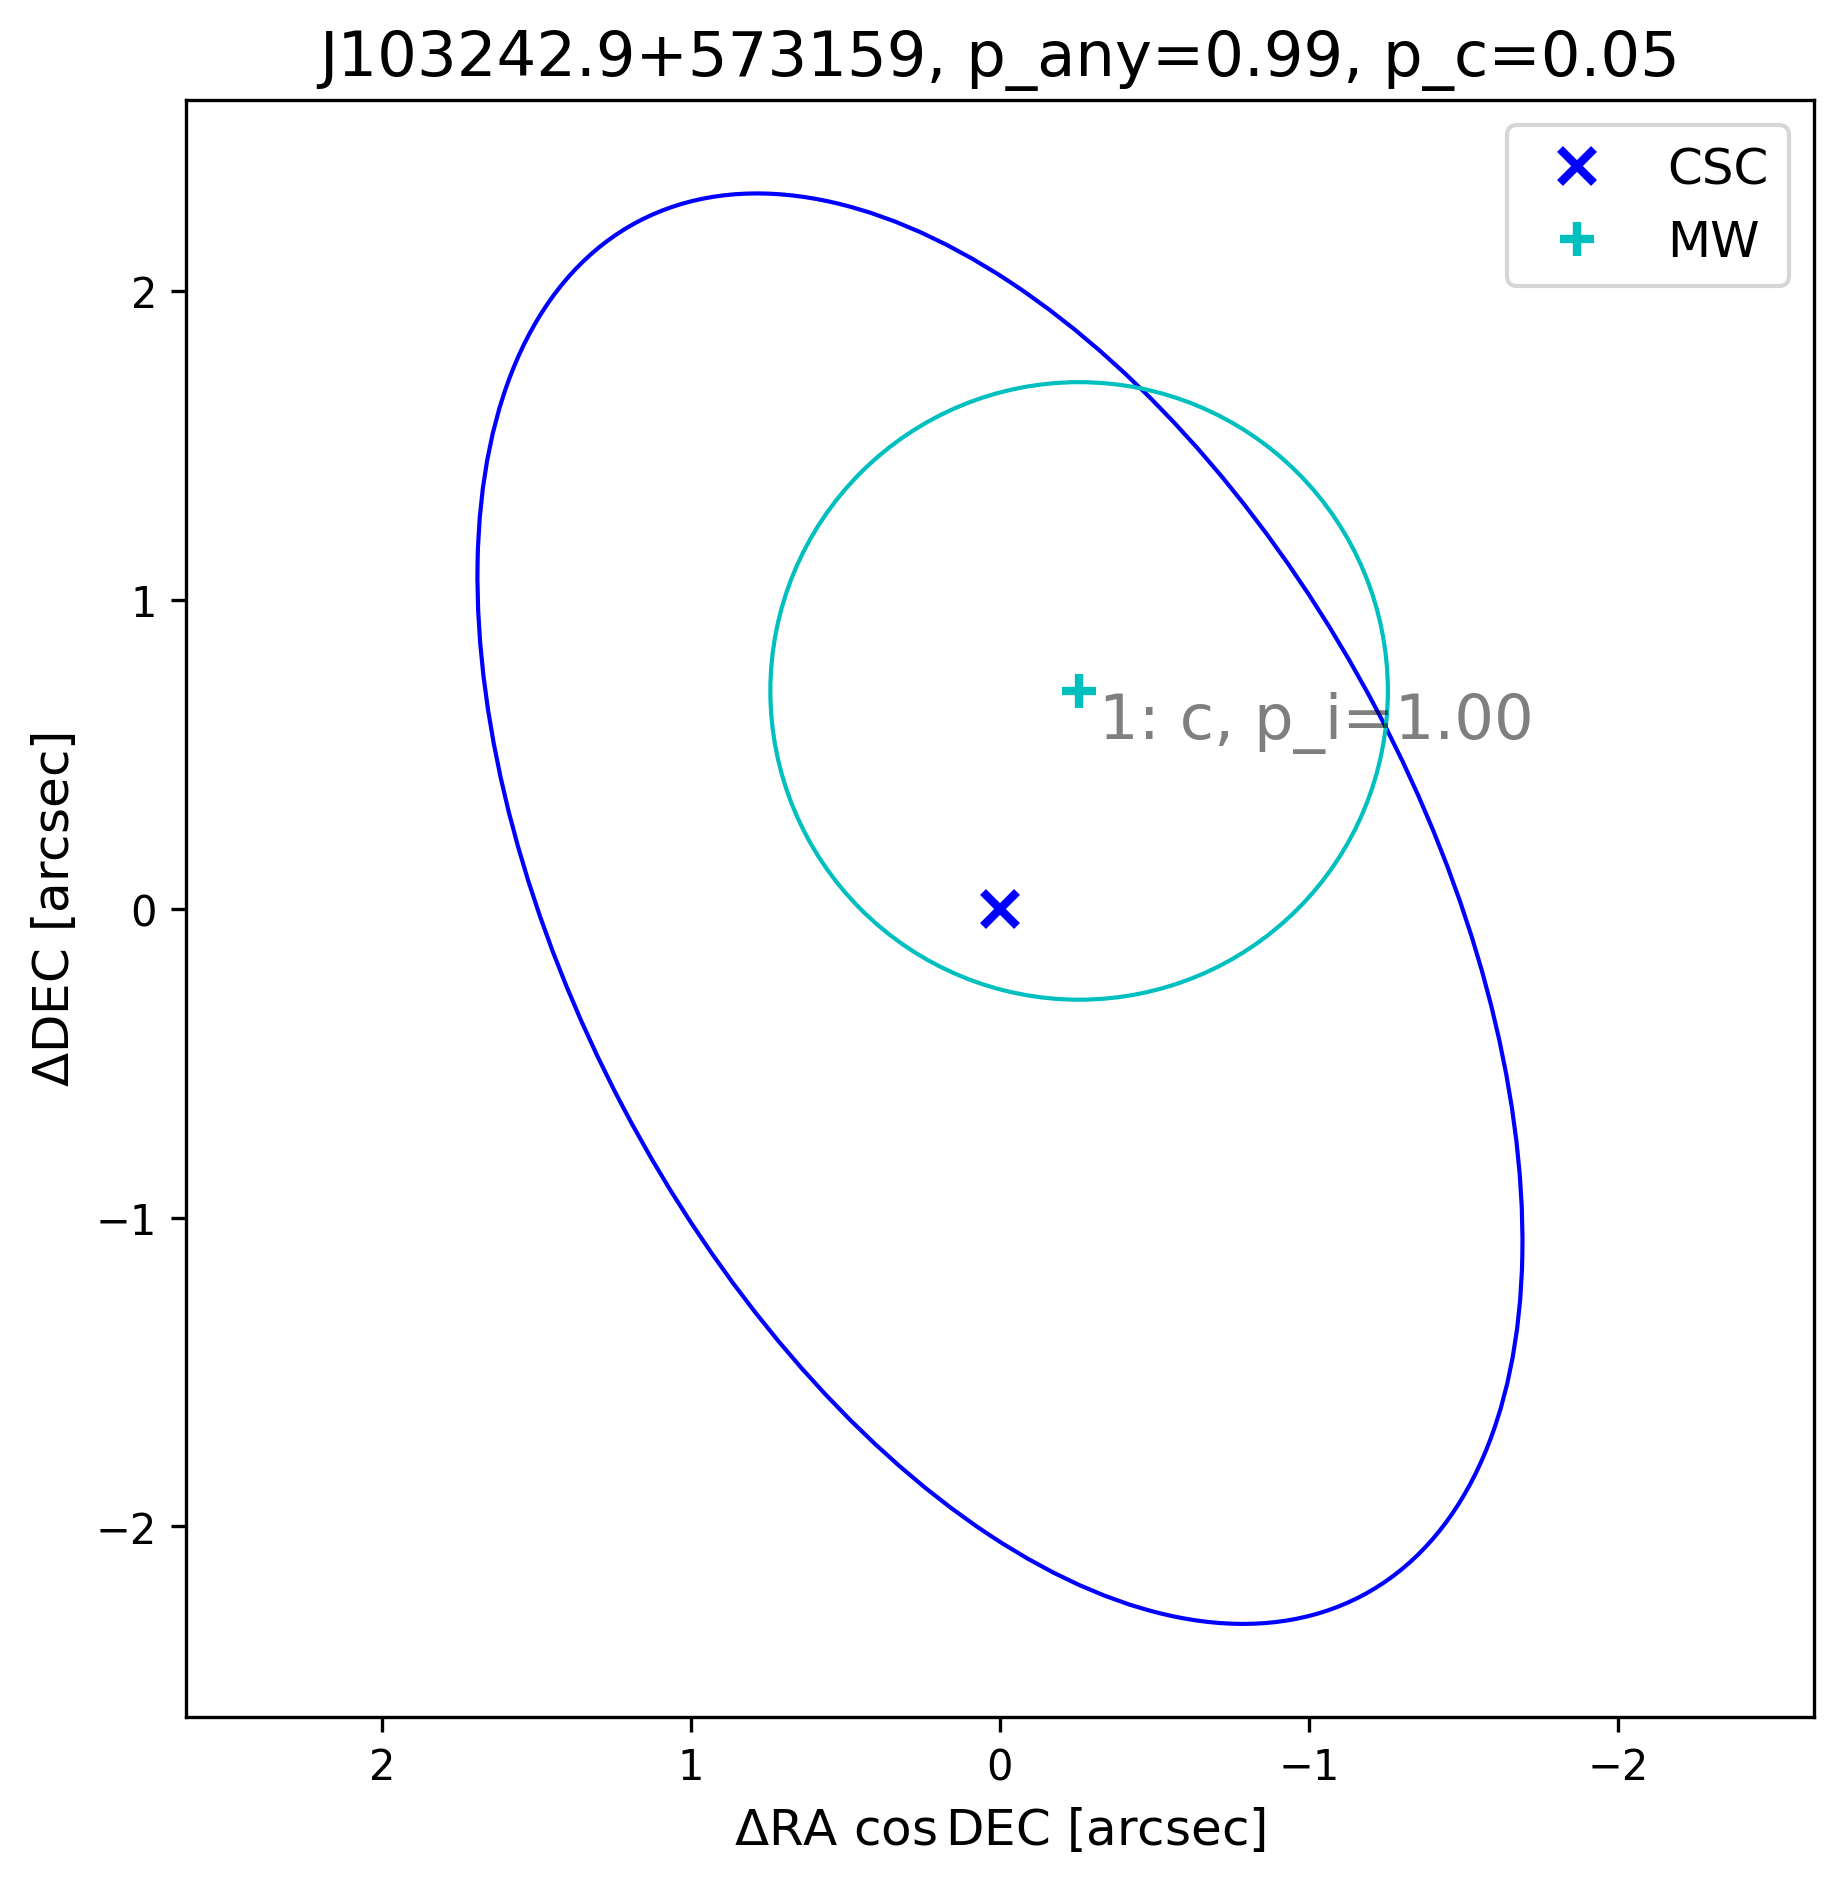 J103242.9+573159, p_any=0.99, p_c=0.05
CSC
MW
1: c, p_i=1.00
ΔDEC [arcsec]
2
1
0
−1
−2
2 1 0 −1 −2
ΔRA cos DEC [arcsec]